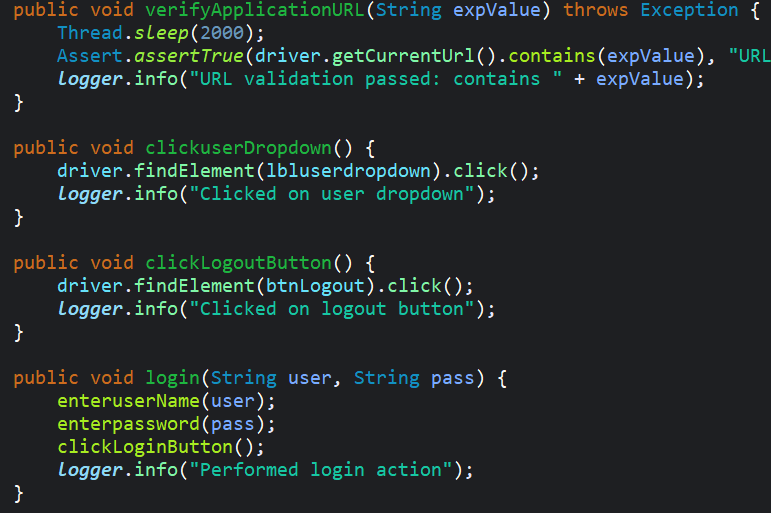 public void verifyApplicationURL(String expValue) throws Exception {
    Thread.sleep(2000);
    Assert.assertTrue(driver.getCurrentUrl().contains(expValue), "URL
    logger.info("URL validation passed: contains " + expValue);
}

public void clickuserDropdown() {
    driver.findElement(lbluserdropdown).click();
    logger.info("Clicked on user dropdown");
}

public void clickLogoutButton() {
    driver.findElement(btnLogout).click();
    logger.info("Clicked on logout button");
}

public void login(String user, String pass) {
    enteruserName(user);
    enterpassword(pass);
    clickLoginButton();
    logger.info("Performed login action");
}